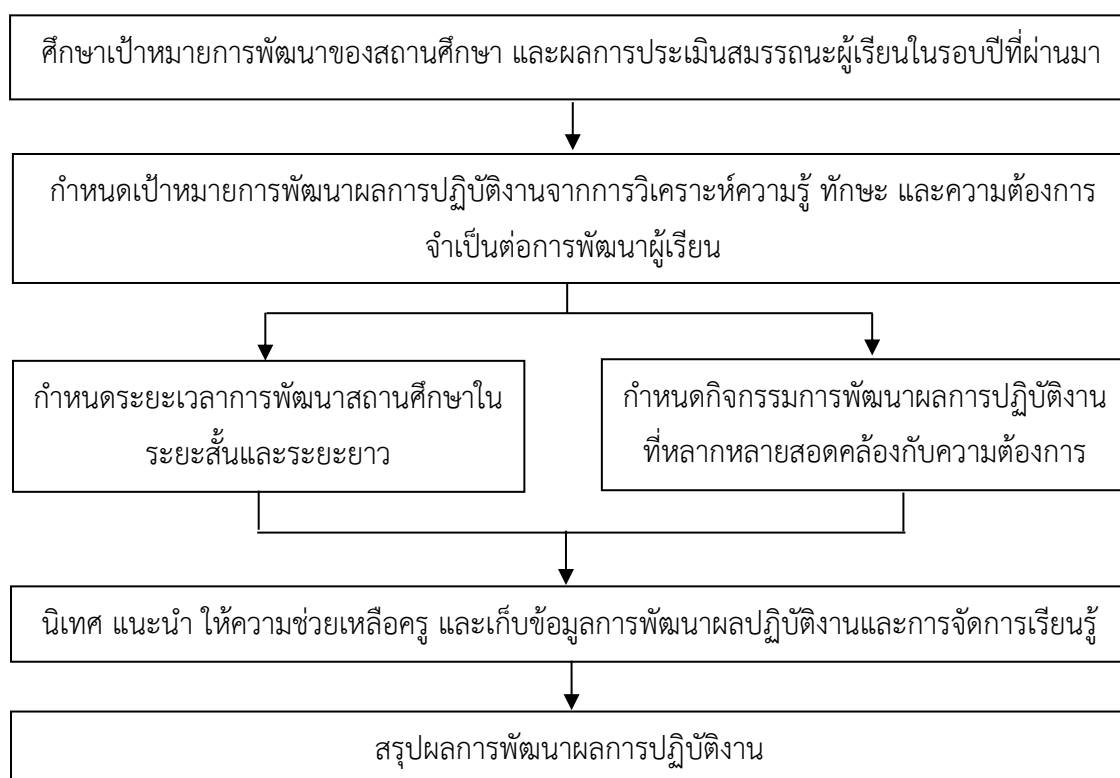 ศึกษาเป้าหมายการพัฒนาของสถานศึกษา และผลการประเมินสมรรถนะผู้เรียนในรอบปีที่ผ่านมา
กำหนดเป้าหมายการพัฒนาผลการปฏิบัติงานจากการวิเคราะห์ความรู้ ทักษะ และความต้องการ
จำเป็นต่อการพัฒนาผู้เรียน
กำหนดระยะเวลาการพัฒนาสถานศึกษาใน
ระยะสั้นและระยะยาว
กำหนดกิจกรรมการพัฒนาผลการปฏิบัติงาน
ที่หลากหลายสอดคล้องกับความต้องการ
นิเทศ แนะนำ ให้ความช่วยเหลือครู และเก็บข้อมูลการพัฒนาผลปฏิบัติงานและการจัดการเรียนรู้
สรุปผลการพัฒนาผลการปฏิบัติงาน